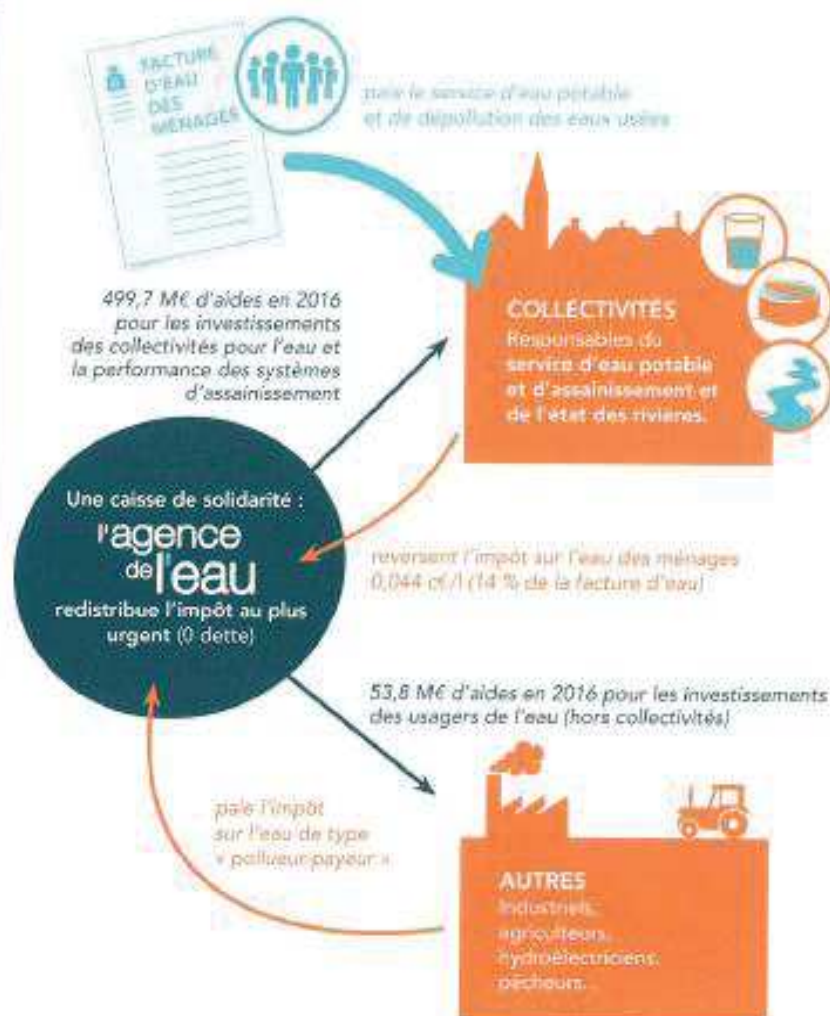 FACTURE
D'EAU
DES
MÉNAGES
paie le service d'eau potable
et de dépollution des eaux usées
499,7 M€ d'aides en 2016
pour les investissements
des collectivités pour l'eau et
la performance des systèmes
d'assainissement
COLLECTIVITÉS
Responsables du
service d'eau potable
et d'assainissement et
de l'état des rivières.
Une caisse de solidarité :
l'agence
de l'eau
redistribue l'impôt au plus
urgent (0 dette)
reversent l'impôt sur l'eau des ménages
0,044 c€/l (14 % de la facture d'eau)
53,8 M€ d'aides en 2016 pour les investissements
des usagers de l'eau (hors collectivités)
paie l'impôt
sur l'eau de type
« pollueur-payeur »
AUTRES
Industriels,
agriculteurs,
hydroélectriciens,
pêcheurs.